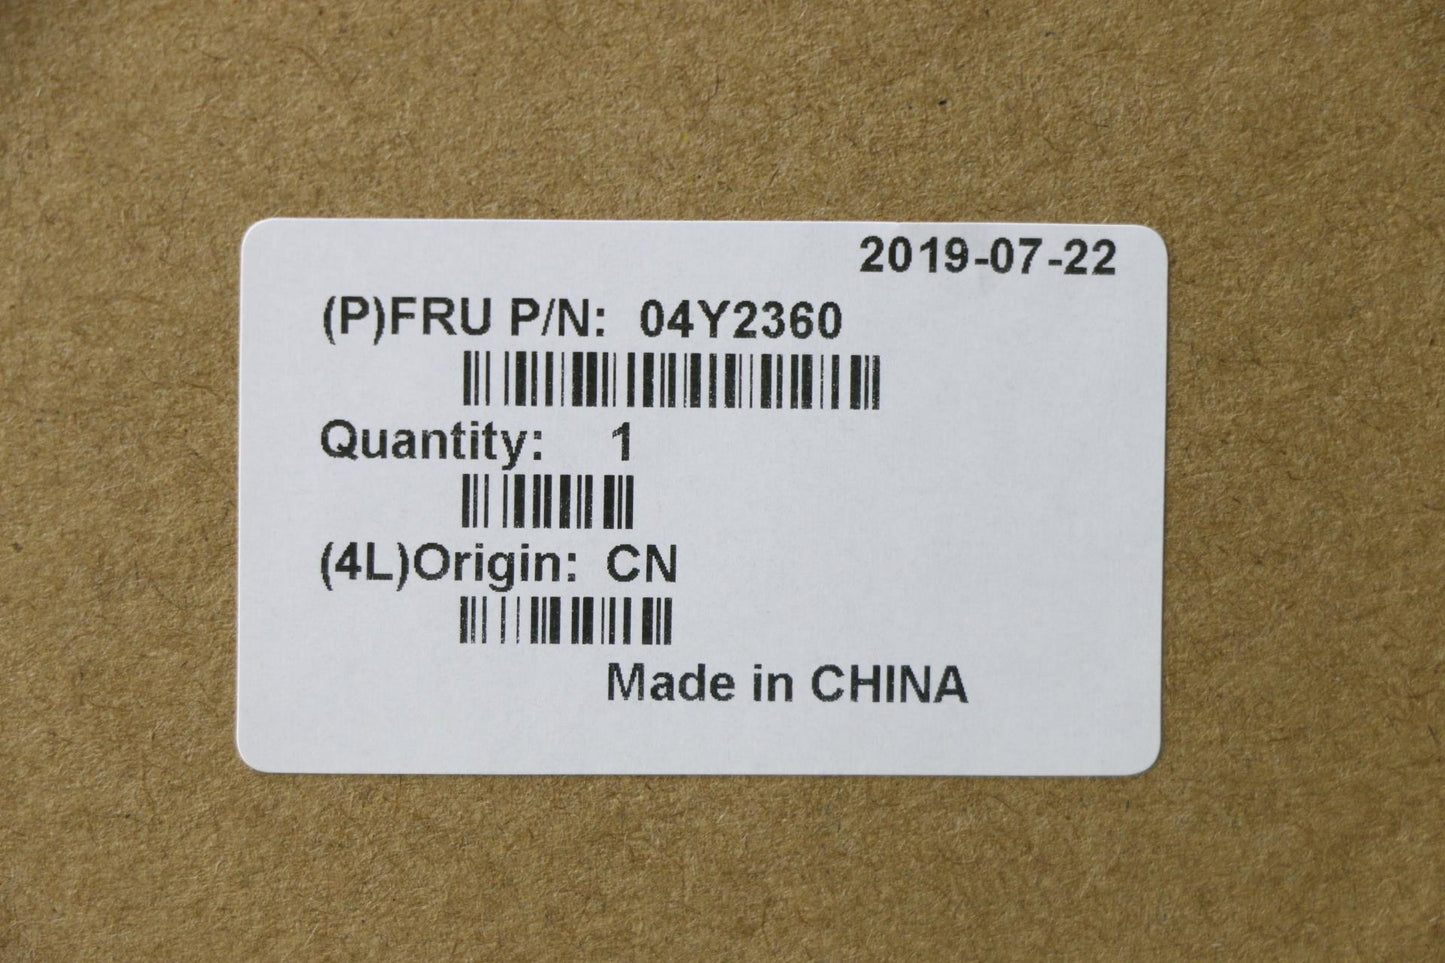 2019-07-22
(P)FRU P/N: 04Y2360
Quantity: 1
(4L)Origin: CN
Made in CHINA